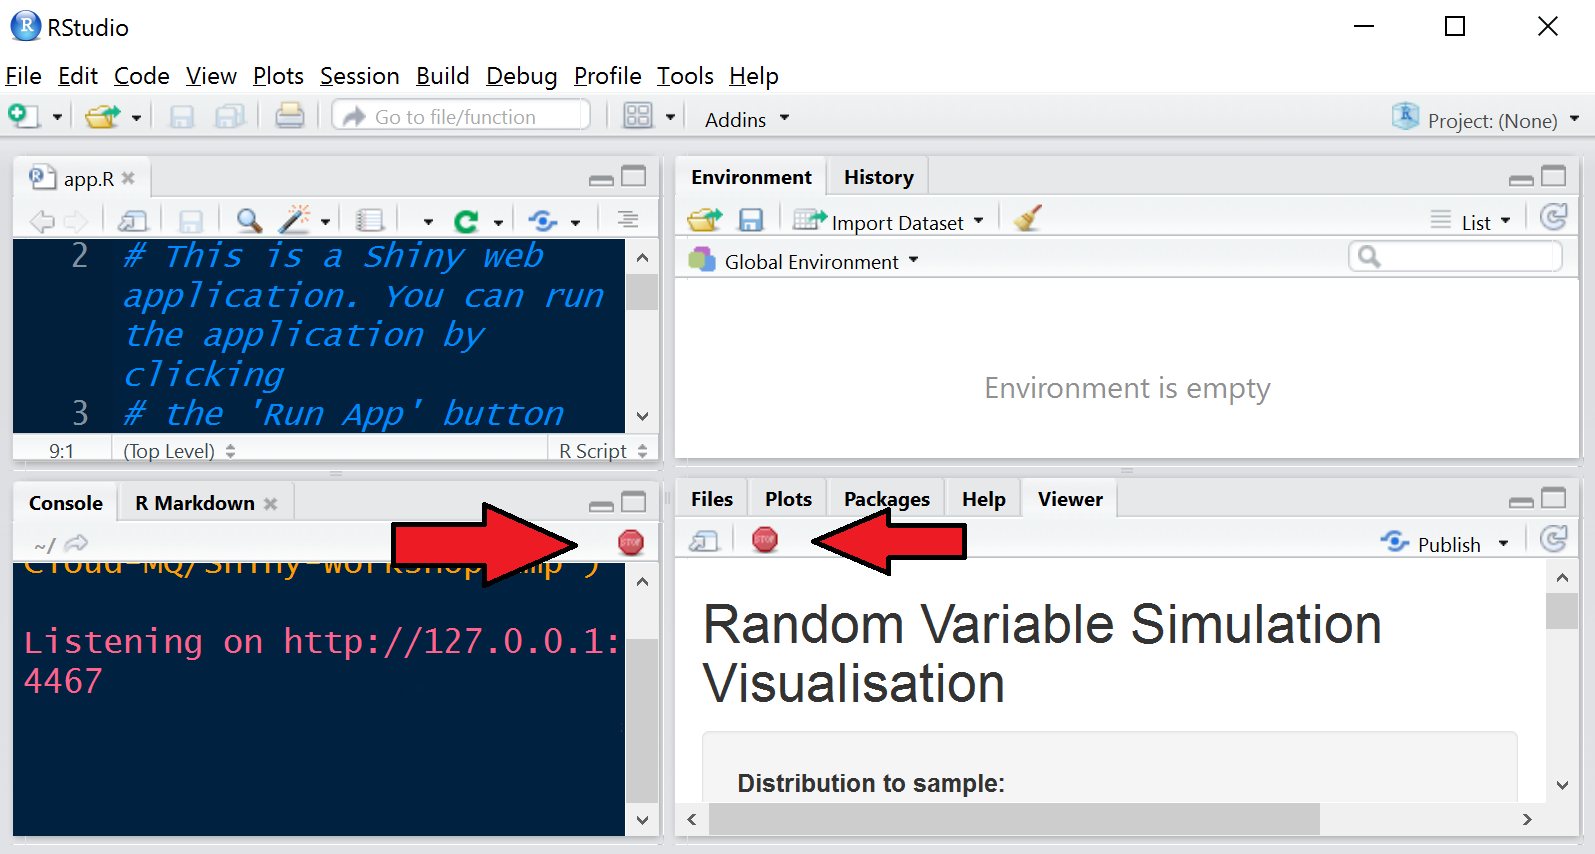 RStudio
File Edit Code View Plots Session Build Debug Profile Tools Help
Go to file/function
Addins
Project: (None)
app.R
2 # This is a Shiny web
application. You can run
the application by
clicking
3 # the 'Run App' button
9:1 (Top Level) R Script
Environment History
Import Dataset
List
Global Environment
Environment is empty
Console R Markdown
~/
STOP
Listening on http://127.0.0.1:
4467
Files Plots Packages Help Viewer
STOP
Publish
Random Variable Simulation
Visualisation
Distribution to sample: